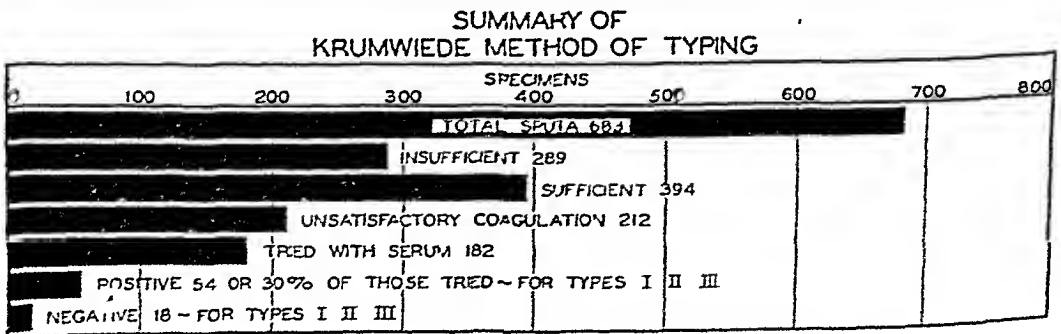 SUMMARY OF
KRUMWIEDE METHOD OF TYPING
SPECIMENS
0 100 200 300 400 500 600 700 800
TOTAL SPUTA 683
INSUFFICIENT 289
SUFFICIENT 394
UNSATISFACTORY COAGULATION 212
TRIED WITH SERUM 182
POSITIVE 54 OR 30% OF THOSE TRIED~FOR TYPES I II III
NEGATIVE 18~FOR TYPES I II III